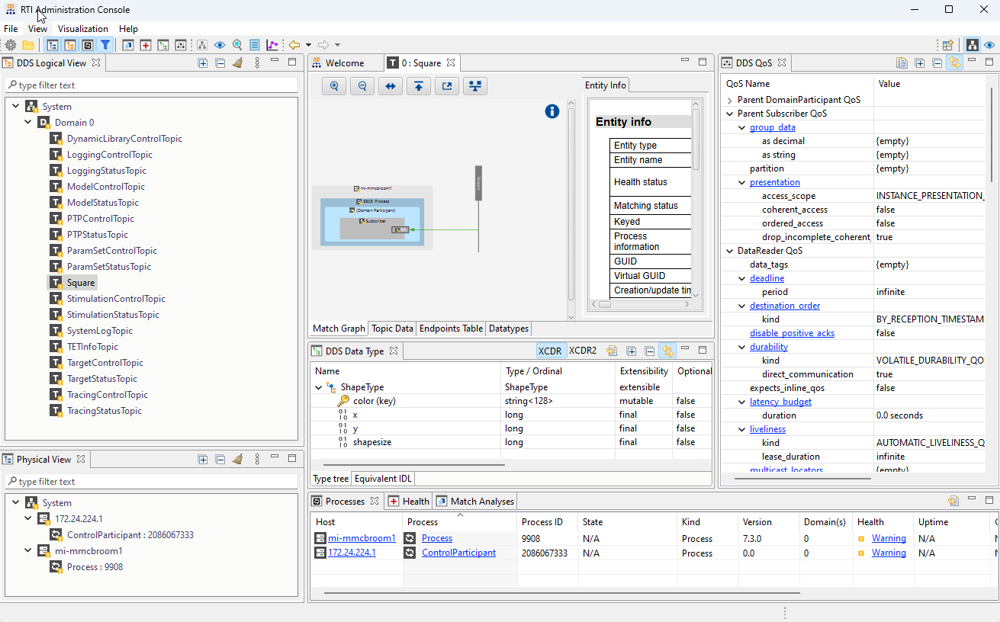 RTI Administration Console
File View Visualization Help
DDS Logical View
type filter text
System
Domain 0
DynamicLibraryControlTopic
LoggingControlTopic
LoggingStatusTopic
ModelControlTopic
ModelStatusTopic
PTPControlTopic
PTPStatusTopic
ParamSetControlTopic
ParamSetStatusTopic
Square
StimulationControlTopic
StimulationStatusTopic
SystemLogTopic
TETInfoTopic
TargetControlTopic
TargetStatusTopic
TracingControlTopic
TracingStatusTopic
Physical View
type filter text
System
172.24.224.1
ControlParticipant : 2086067333
mi-mmcbroom1
Process : 9908
Welcome
0 : Square
mi-mmcbroom1
9908: Process
(Domain Participant)
Subscriber
Entity Info
Entity info
Entity type
Entity name
Health status
Matching status
Keyed
Process
information
GUID
Virtual GUID
Creation/update tim
Match Graph Topic Data Endpoints Table Datatypes
DDS Data Type
XCDR XCDR2
Name Type / Ordinal Extensibility Optional
ShapeType ShapeType extensible
color (key) string<128> mutable false
x long final false
y long final false
shapesize long final false
Type tree Equivalent IDL
DDS QoS
QoS Name Value
Parent DomainParticipant QoS
Parent Subscriber QoS
group_data
as decimal {empty}
as string {empty}
partition {empty}
presentation
access_scope INSTANCE_PRESENTATION_
coherent_access false
ordered_access false
drop_incomplete_coherent_ true
DataReader QoS
data_tags {empty}
deadline
period infinite
destination_order
kind BY_RECEPTION_TIMESTAM
disable_positive_acks false
durability
kind VOLATILE_DURABILITY_QO
direct_communication true
expects_inline_qos false
latency_budget
duration 0.0 seconds
liveliness
kind AUTOMATIC_LIVELINESS_Q
lease_duration infinite
multicast_locators {empty}
Processes Health Match Analyses
Host Process Process ID State Kind Version Domain(s) Health Uptime
mi-mmcbroom1 Process 9908 N/A Process 7.3.0 0 Warning N/A
172.24.224.1 ControlParticipant 2086067333 N/A Process 0.0 0 Warning N/A